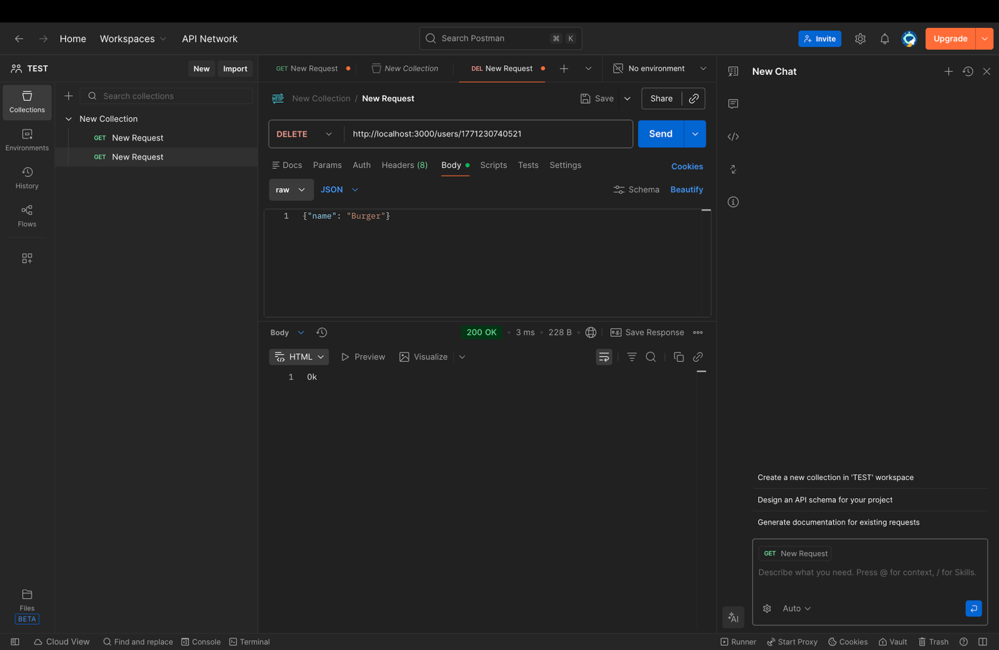 Home Workspaces API Network Search Postman ⌘ K Invite Upgrade
TEST New Import
GET New Request New Collection DEL New Request No environment
New Chat
Collections
Search collections
New Collection / New Request Save Share
New Collection
GET New Request
GET New Request
Environments
History
Flows
Files
BETA
DELETE http://localhost:3000/users/1771230740521 Send
Docs Params Auth Headers (8) Body Scripts Tests Settings Cookies
raw JSON Schema Beautify
1 {"name": "Burger"}
Body 200 OK 3 ms 228 B e.g. Save Response
HTML Preview Visualize
1 Ok
Create a new collection in 'TEST' workspace
Design an API schema for your project
Generate documentation for existing requests
GET New Request
Describe what you need. Press @ for context, / for Skills.
Auto
AI
Cloud View Find and replace Console Terminal Runner Start Proxy Cookies Vault Trash